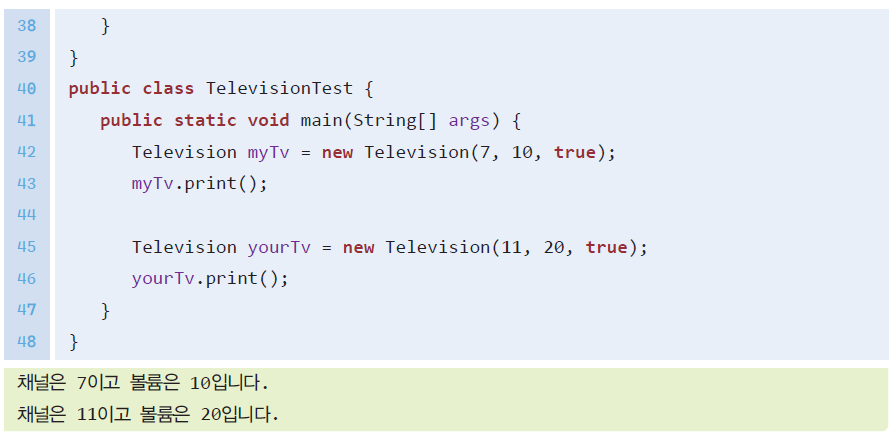 38 }
39 }
40 public class TelevisionTest {
41 public static void main(String[] args) {
42 Television myTv = new Television(7, 10, true);
43 myTv.print();
44
45 Television yourTv = new Television(11, 20, true);
46 yourTv.print();
47 }
48 }
채널은 7이고 볼륨은 10입니다.
채널은 11이고 볼륨은 20입니다.